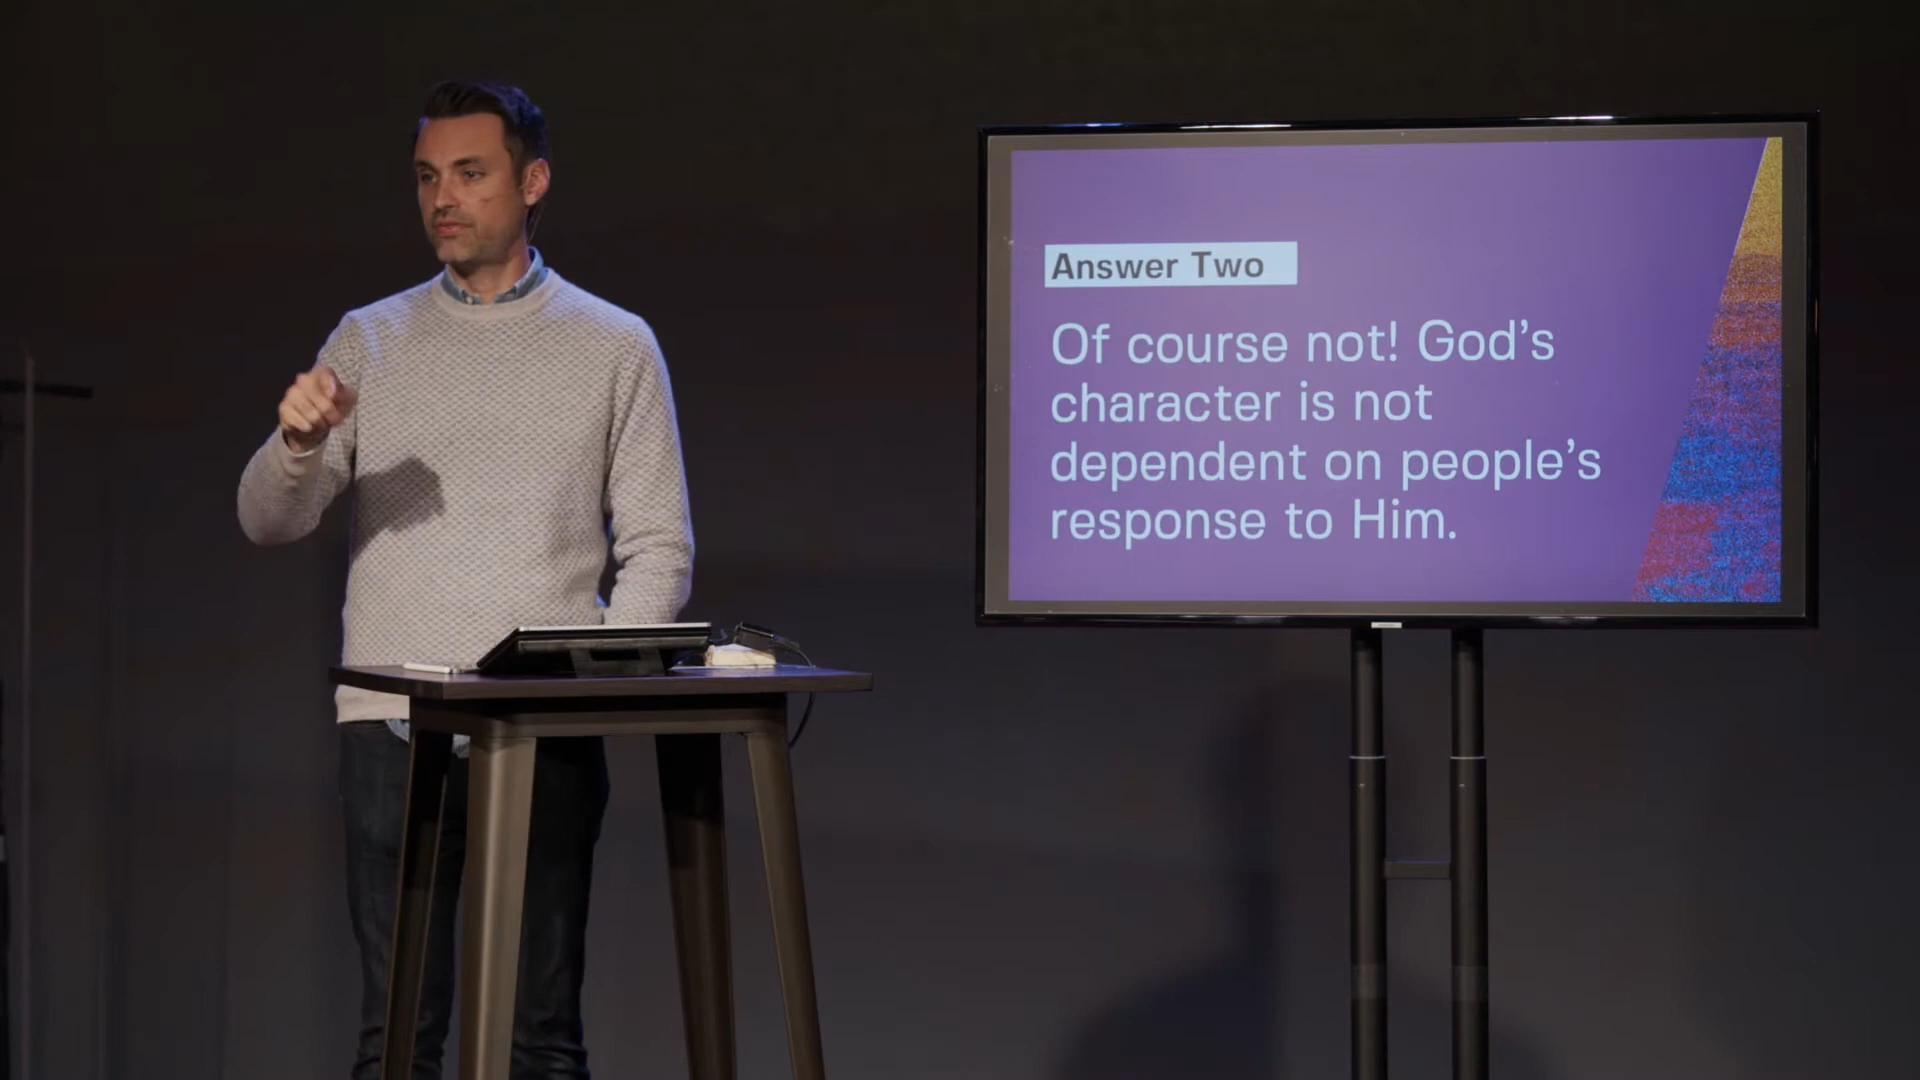 Answer Two
Of course not! God’s
character is not
dependent on people’s
response to Him.